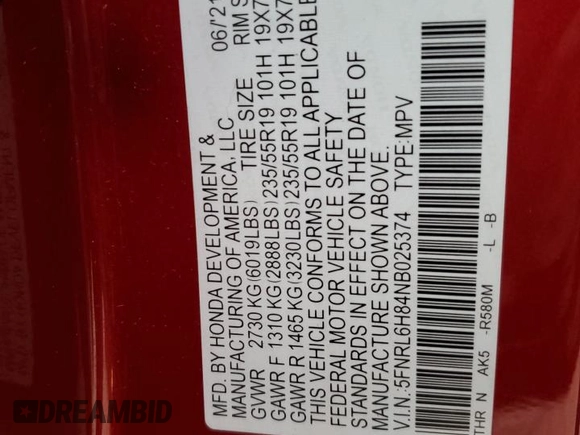 MFD. BY HONDA DEVELOPMENT & 06/'21
MANUFACTURING OF AMERICA, LLC
GVWR 2730 KG(6019LBS) TIRE SIZE RIM
GAWR F 1310 KG(2888LBS)235/55R19 101H 19X7
GAWR R 1465 KG(3230LBS)235/55R19 101H 19X7
THIS VEHICLE CONFORMS TO ALL APPLICABLE
FEDERAL MOTOR VEHICLE SAFETY
STANDARDS IN EFFECT ON THE DATE OF
MANUFACTURE SHOWN ABOVE.
V.I.N.:5FNRL6H84NB025374 TYPE:MPV
THR N AK5 -R580M -L -B
DREAMBID